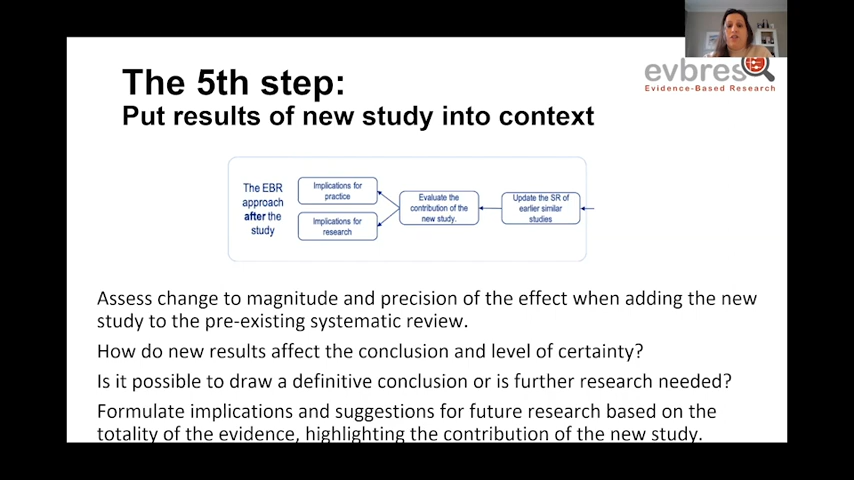 The 5th step:
Put results of new study into context
evbres
Evidence-Based Research
The EBR
approach
after the
study
Implications for
practice
Implications for
research
Evaluate the
contribution of the
new study.
Update the SR of
earlier similar
studies
Assess change to magnitude and precision of the effect when adding the new
study to the pre-existing systematic review.
How do new results affect the conclusion and level of certainty?
Is it possible to draw a definitive conclusion or is further research needed?
Formulate implications and suggestions for future research based on the
totality of the evidence, highlighting the contribution of the new study.